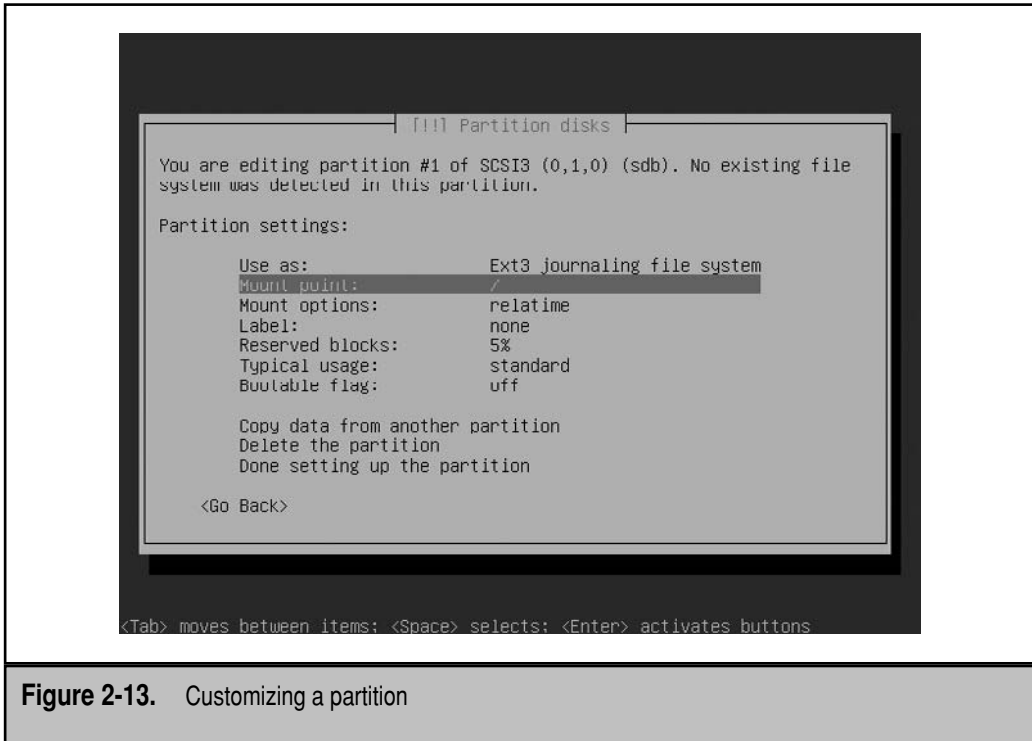 [!!] Partition disks
You are editing partition #1 of SCSI3 (0,1,0) (sdb). No existing file
system was detected in this partition.
Partition settings:
Use as: Ext3 journaling file system
Mount point: /
Mount options: relatime
Label: none
Reserved blocks: 5%
Typical usage: standard
Bootable flag: off
Copy data from another partition
Delete the partition
Done setting up the partition
<Go Back>
<Tab> moves between items; <Space> selects; <Enter> activates buttons
Figure 2-13. Customizing a partition